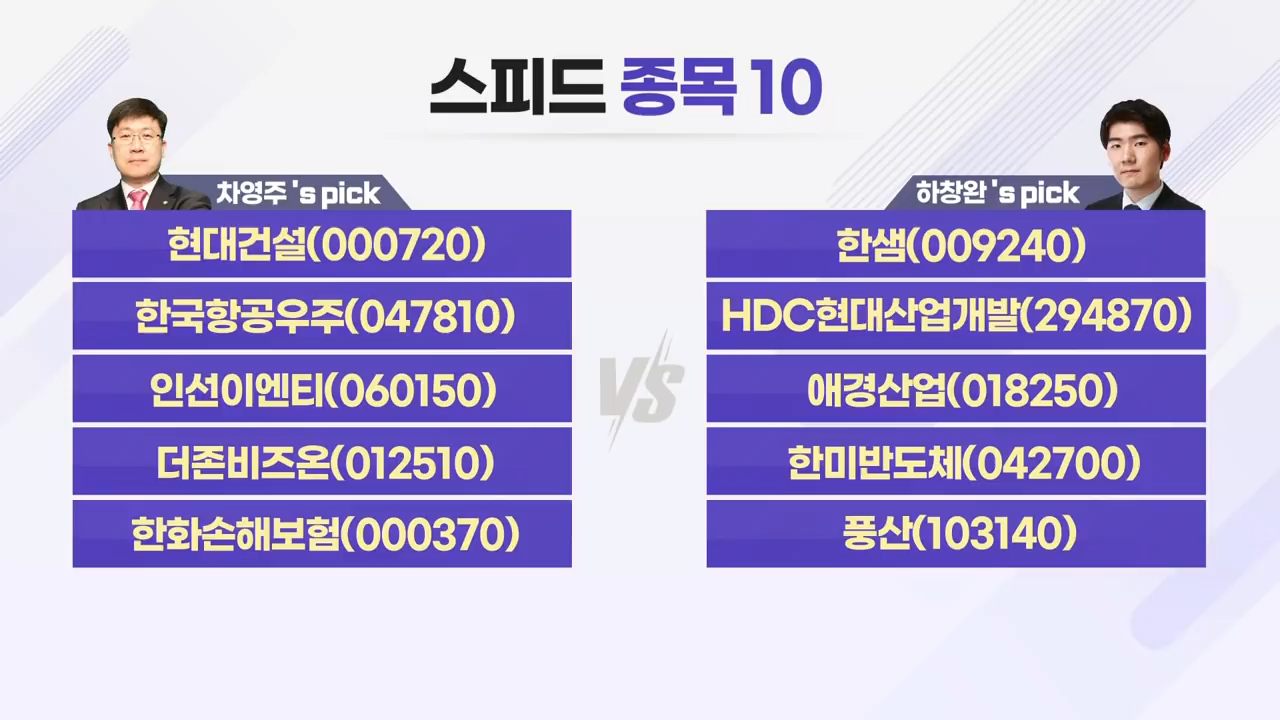 스피드 종목 10
차영주 's pick
현대건설(000720)
한국항공우주(047810)
인선이엔티(060150)
더존비즈온(012510)
한화손해보험(000370)
VS
하창완 's pick
한샘(009240)
HDC현대산업개발(294870)
애경산업(018250)
한미반도체(042700)
풍산(103140)